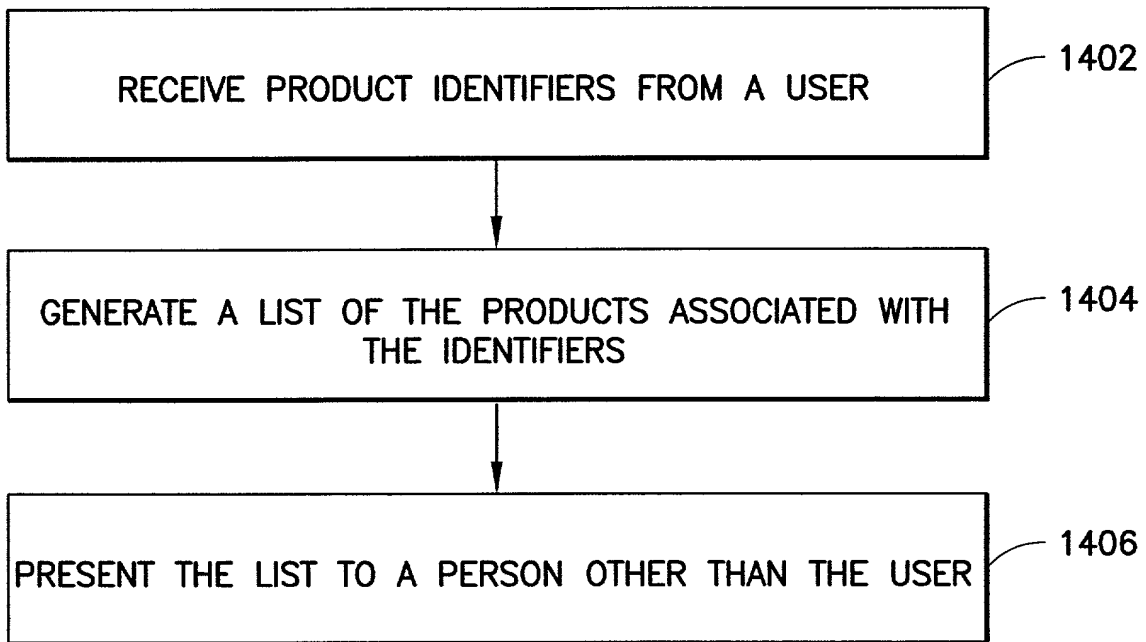 RECEIVE PRODUCT IDENTIFIERS FROM A USER
1402
GENERATE A LIST OF THE PRODUCTS ASSOCIATED WITH
THE IDENTIFIERS
1404
PRESENT THE LIST TO A PERSON OTHER THAN THE USER
1406